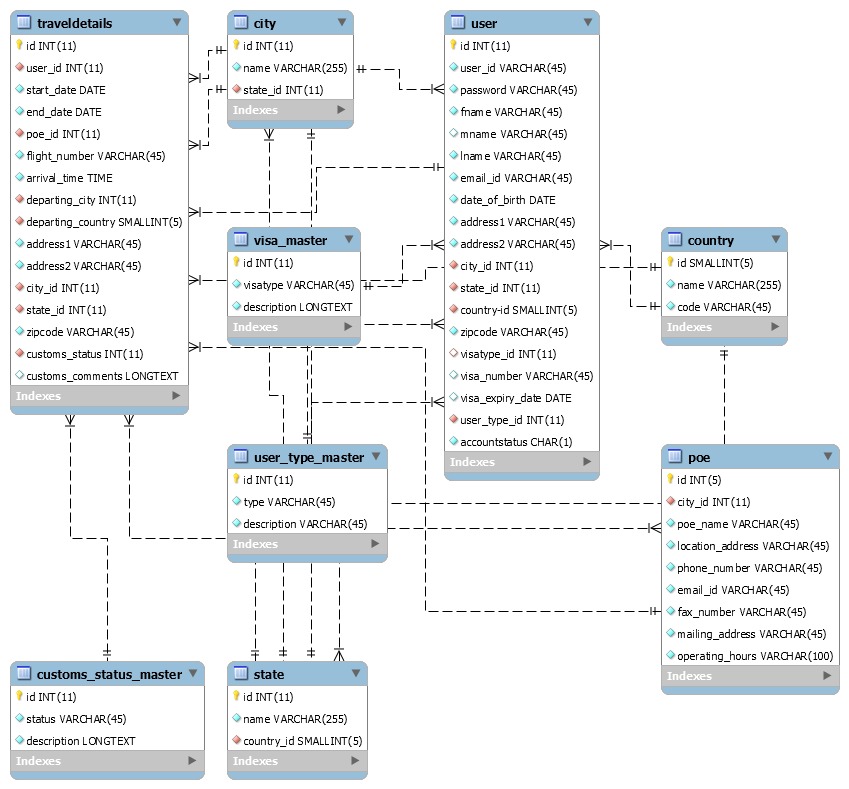 traveldetails
id INT(11)
user_id INT(11)
start_date DATE
end_date DATE
poe_id INT(11)
flight_number VARCHAR(45)
arrival_time TIME
departing_city INT(11)
departing_country SMALLINT(5)
address1 VARCHAR(45)
address2 VARCHAR(45)
city_id INT(11)
state_id INT(11)
zipcode VARCHAR(45)
customs_status INT(11)
customs_comments LONGTEXT
Indexes
city
id INT(11)
name VARCHAR(255)
state_id INT(11)
Indexes
user
id INT(11)
user_id VARCHAR(45)
password VARCHAR(45)
fname VARCHAR(45)
mname VARCHAR(45)
lname VARCHAR(45)
email_id VARCHAR(45)
date_of_birth DATE
address1 VARCHAR(45)
address2 VARCHAR(45)
city_id INT(11)
state_id INT(11)
country-id SMALLINT(5)
zipcode VARCHAR(45)
visatype_id INT(11)
visa_number VARCHAR(45)
visa_expiry_date DATE
user_type_id INT(11)
accountstatus CHAR(1)
Indexes
visa_master
id INT(11)
visatype VARCHAR(45)
description LONGTEXT
Indexes
country
id SMALLINT(5)
name VARCHAR(255)
code VARCHAR(45)
Indexes
user_type_master
id INT(11)
type VARCHAR(45)
description VARCHAR(45)
Indexes
poe
id INT(5)
city_id INT(11)
poe_name VARCHAR(45)
location_address VARCHAR(45)
phone_number VARCHAR(45)
email_id VARCHAR(45)
fax_number VARCHAR(45)
mailing_address VARCHAR(45)
operating_hours VARCHAR(100)
Indexes
customs_status_master
id INT(11)
status VARCHAR(45)
description LONGTEXT
Indexes
state
id INT(11)
name VARCHAR(255)
country_id SMALLINT(5)
Indexes